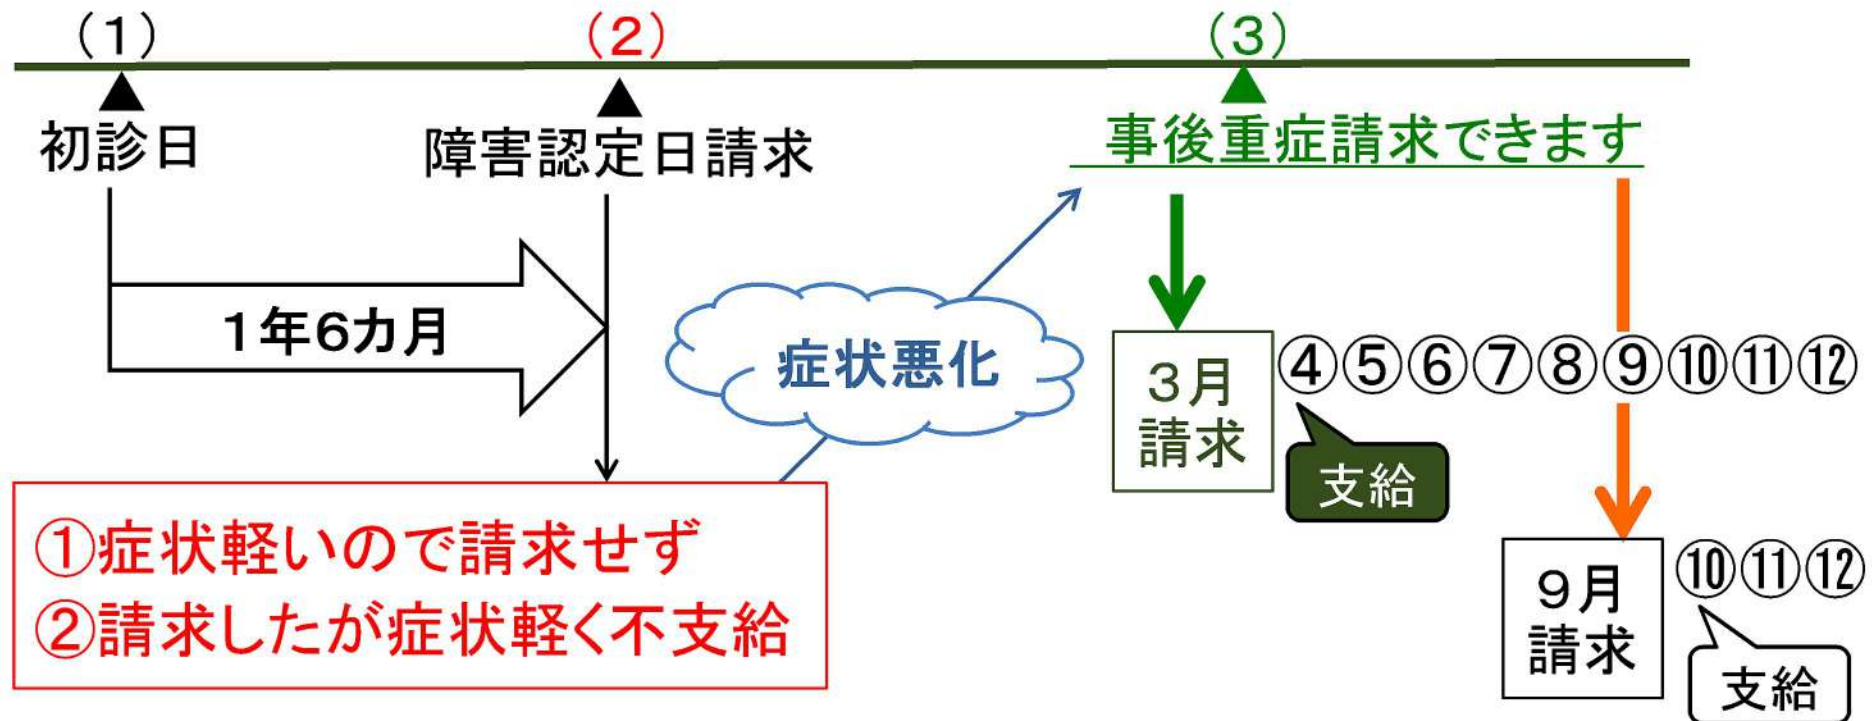 （1）
（2）
（3）
初診日
障害認定日請求
事後重症請求できます
1年6カ月
症状悪化
①症状軽いので請求せず
②請求したが症状軽く不支給
3月
請求
④⑤⑥⑦⑧⑨⑩⑪⑫
支給
9月
請求
⑩⑪⑫
支給